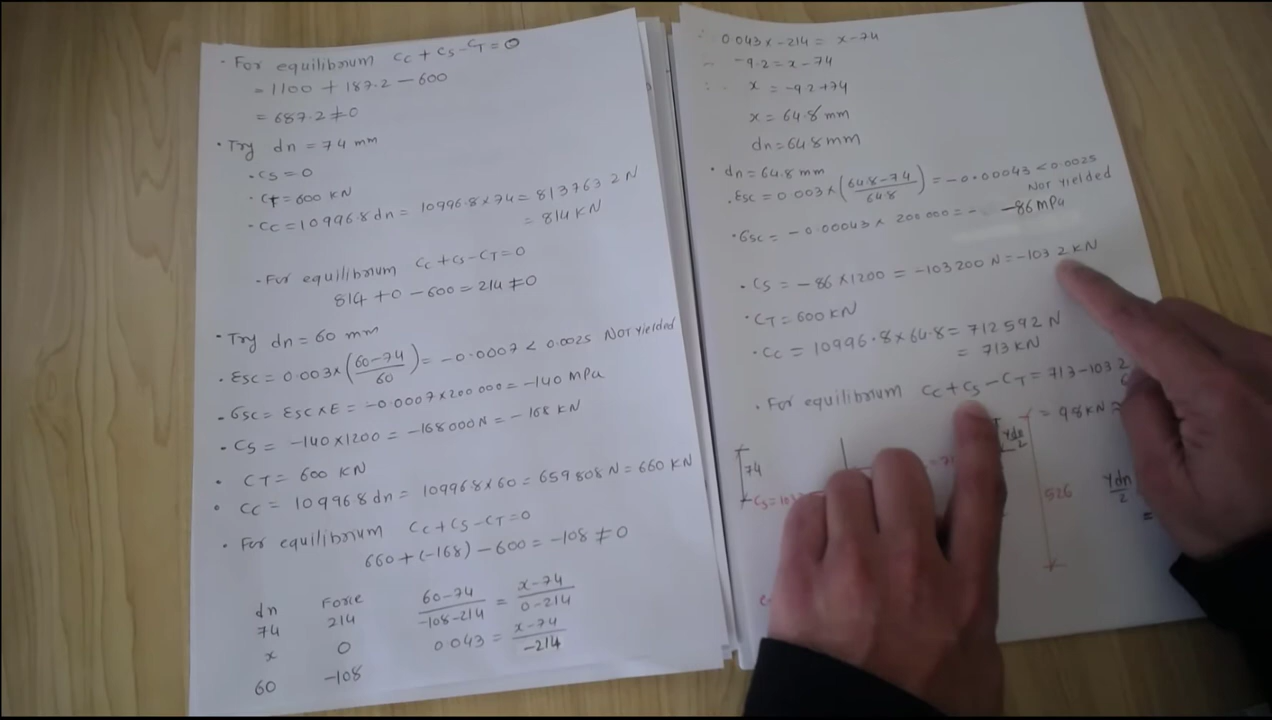 · For equilibrium Cc + Cs - CT = 0
= 1100 + 187.2 - 600
= 687.2 ≠ 0
· Try dn = 74 mm
· Cs = 0
· CT = 600 KN
· Cc = 10996.8 dn = 10996.8 × 74 = 813763.2 N
= 814 KN
- For equilibrium Cc + Cs - CT = 0
814 + 0 - 600 = 214 ≠ 0
· Try dn = 60 mm
· εsc = 0.003 × (60-74/60) = -0.0007 < 0.0025 Not yielded
· σsc = εsc × E = -0.0007 × 200 000 = -140 MPa
· Cs = -140 × 1200 = -168000 N = -168 KN
· CT = 600 KN
· Cc = 10996.8 dn = 10996.8 × 60 = 659808 N = 660 KN
· For equilibrium Cc + Cs - CT = 0
660 + (-168) - 600 = -108 ≠ 0
dn Force 60-74/-108-214 = x-74/0-214
74 214
x 0 0.043 = x-74/-214
60 -108
∴ 0.043 × -214 = x-74
∴ -9.2 = x-74
∴ x = -9.2+74
x = 64.8 mm
dn = 64.8 mm
· dn = 64.8 mm
· εsc = 0.003 × (64.8-74/64.8) = -0.00043 < 0.0025
Not yielded
· σsc = -0.00043 × 200 000 = -86 MPa
· Cs = -86 × 1200 = -103200 N = -103.2 KN
· CT = 600 KN
· Cc = 10996.8 × 64.8 = 712 592 N
= 713 KN
· For equilibrium Cc + Cs - CT = 713 - 103.2
= 9.8 KN ≈
74
γdn/2
526
γdn/2
=